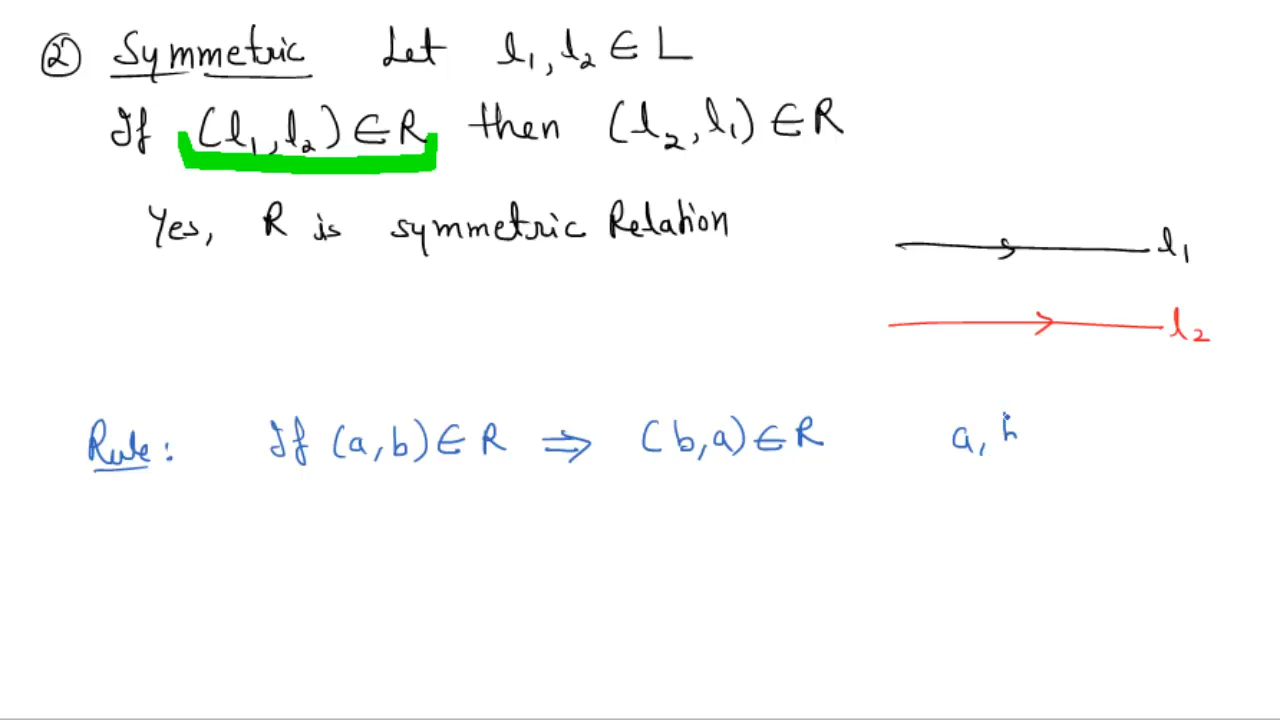 ② Symmetric Let l₁, l₂ ∈ L
If (l₁, l₂) ∈ R then (l₂, l₁) ∈ R
Yes, R is symmetric Relation
l₁
l₂
Rule: If (a, b) ∈ R ⇒ (b, a) ∈ R a,